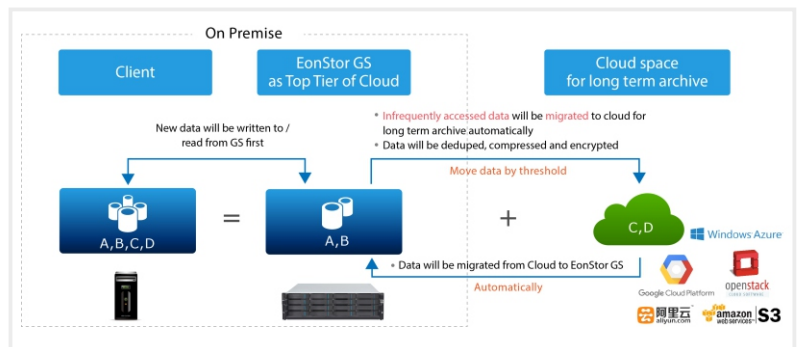 On Premise
Client
EonStor GS
as Top Tier of Cloud
Cloud space
for long term archive
New data will be written to /
read from GS first
• Infrequently accessed data will be migrated to cloud for
long term archive automatically
• Data will be deduped, compressed and encrypted
Move data by threshold
A,B,C,D
=
A,B
+
C,D
Windows Azure
• Data will be migrated from Cloud to EonStor GS
Automatically
Google Cloud Platform
openstack
CLOUD SOFTWARE
阿里云
aliyun.com
amazon
web services
S3